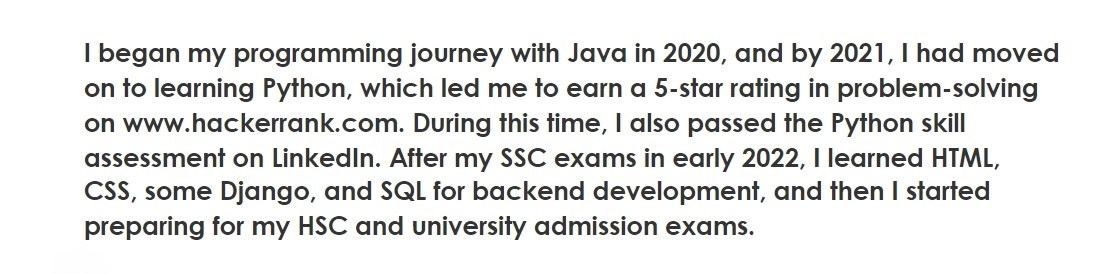 I began my programming journey with Java in 2020, and by 2021, I had moved
on to learning Python, which led me to earn a 5-star rating in problem-solving
on www.hackerrank.com. During this time, I also passed the Python skill
assessment on LinkedIn. After my SSC exams in early 2022, I learned HTML,
CSS, some Django, and SQL for backend development, and then I started
preparing for my HSC and university admission exams.